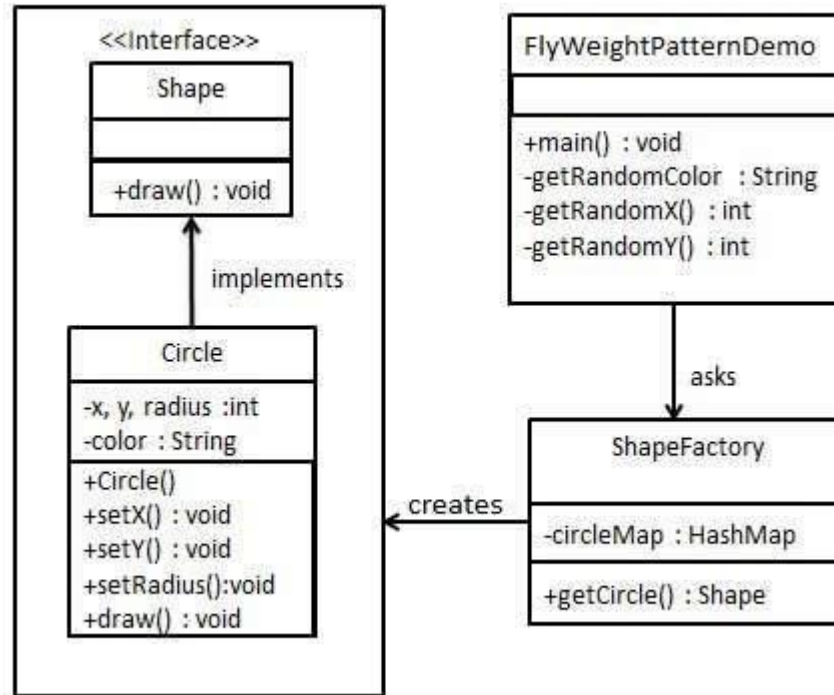 <<Interface>>
Shape
+draw() : void
implements
Circle
-x, y, radius :int
-color : String
+Circle()
+setX() : void
+setY() : void
+setRadius():void
+draw() : void
FlyWeightPatternDemo
+main() : void
-getRandomColor : String
-getRandomX() : int
-getRandomY() : int
asks
ShapeFactory
-circleMap : HashMap
+getCircle() : Shape
creates